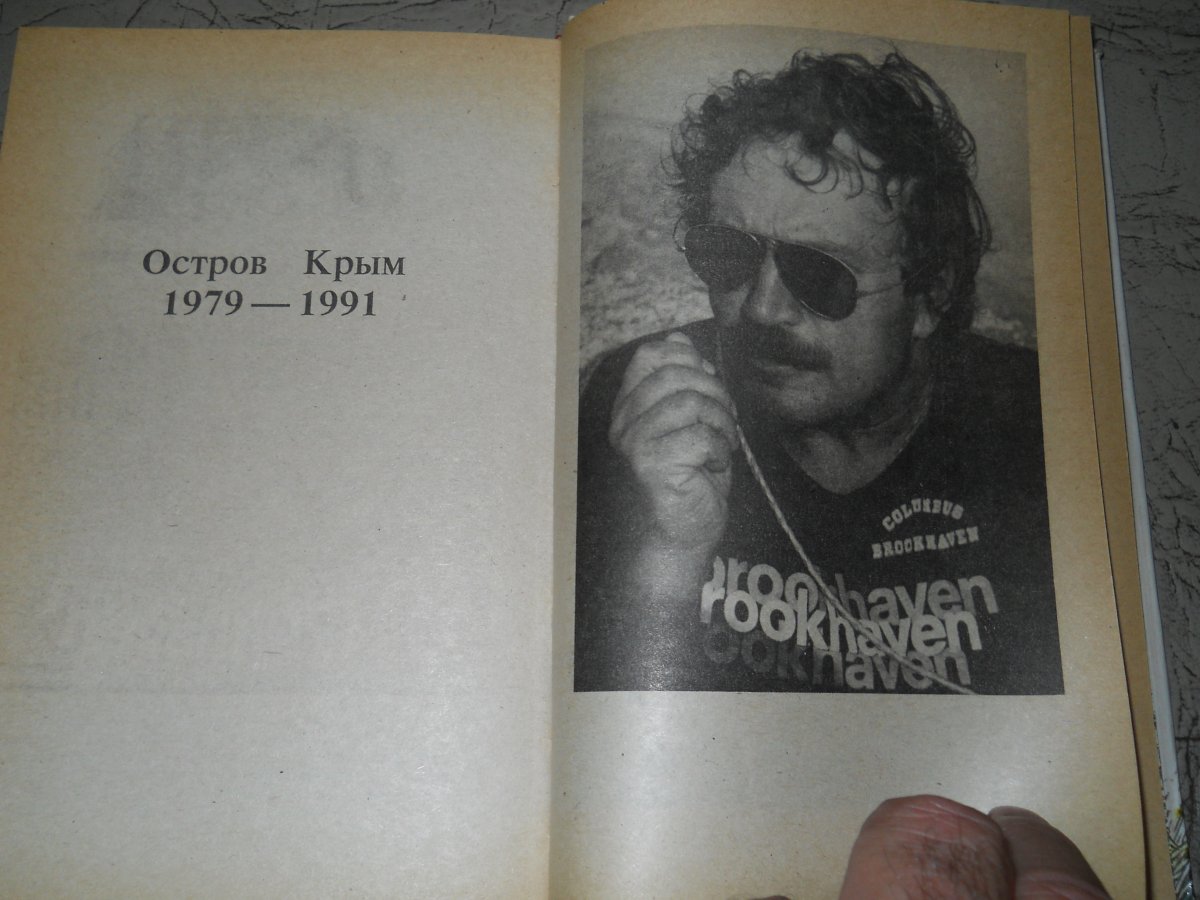 Остров Крым
1979 — 1991
COLUMBUS
BROOKHAVEN
rookhaven
rookhaven
ookhaven